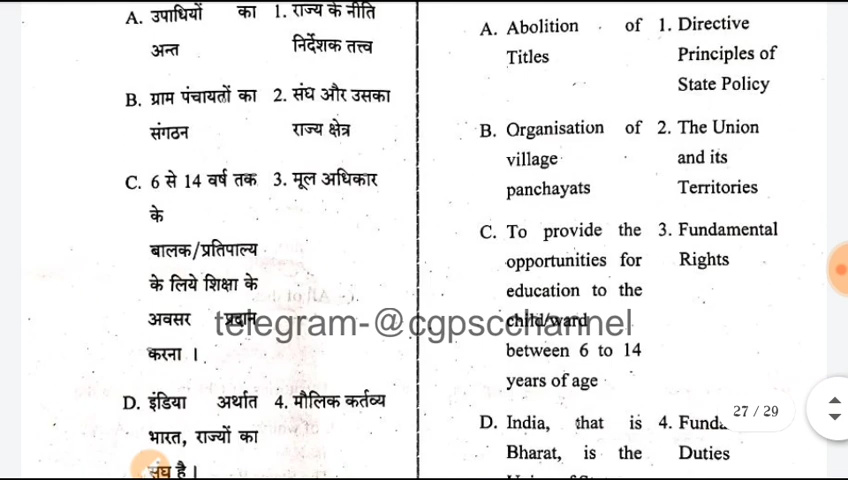 A. उपाधियों का 1. राज्य के नीति
अन्त निर्देशक तत्त्व
B. ग्राम पंचायतों का 2. संघ और उसका
संगठन राज्य क्षेत्र
C. 6 से 14 वर्ष तक 3. मूल अधिकार
के
बालक/प्रतिपाल्य
के लिये शिक्षा के
अवसर प्रदान
करना ।
D. इंडिया अर्थात 4. मौलिक कर्तव्य
भारत, राज्यों का
संघ है ।
A. Abolition of 1. Directive
Titles Principles of
State Policy
B. Organisation of 2. The Union
village and its
panchayats Territories
C. To provide the 3. Fundamental
opportunities for Rights
education to the
child/ward
between 6 to 14
years of age
D. India, that is 4.
Bharat, is the Duties
telegram-@cgpscchannel
27 / 29